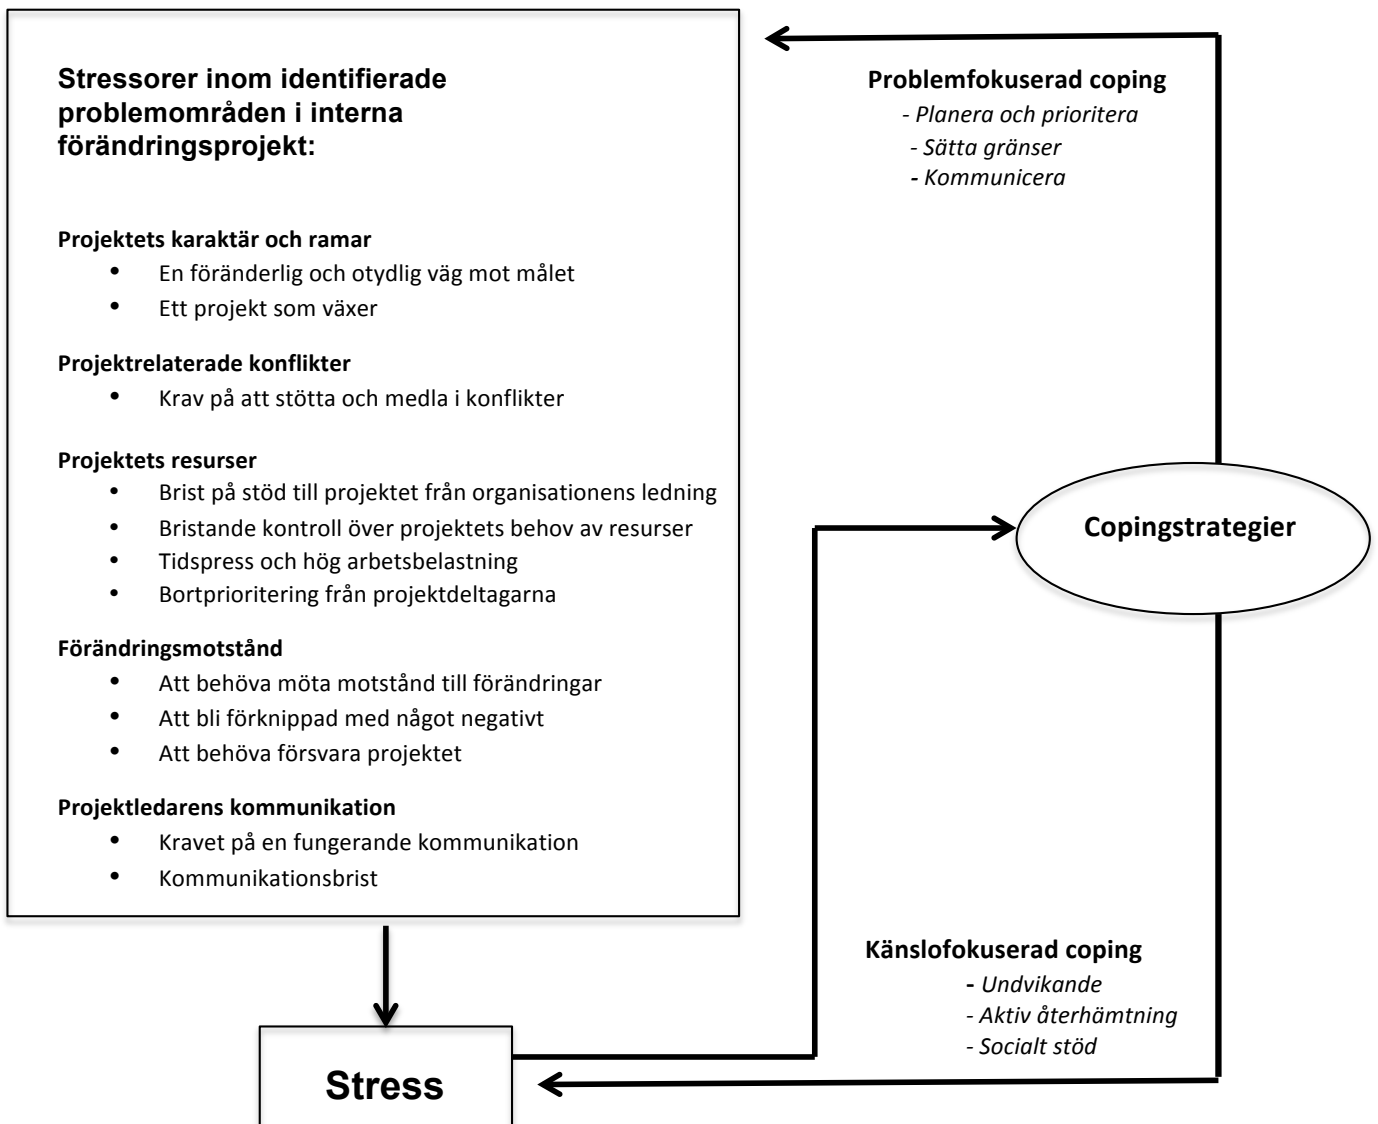 Stressorer inom identifierade
problemområden i interna
förändringsprojekt:
Projektets karaktär och ramar
• En föränderlig och otydlig väg mot målet
• Ett projekt som växer
Projektrelaterade konflikter
• Krav på att stötta och medla i konflikter
Projektets resurser
• Brist på stöd till projektet från organisationens ledning
• Bristande kontroll över projektets behov av resurser
• Tidspress och hög arbetsbelastning
• Bortprioritering från projektdeltagarna
Förändringsmotstånd
• Att behöva möta motstånd till förändringar
• Att bli förknippad med något negativt
• Att behöva försvara projektet
Projektledarens kommunikation
• Kravet på en fungerande kommunikation
• Kommunikationsbrist
Problemfokuserad coping
- Planera och prioritera
- Sätta gränser
- Kommunicera
Copingstrategier
Känslofokuserad coping
- Undvikande
- Aktiv återhämtning
- Socialt stöd
Stress